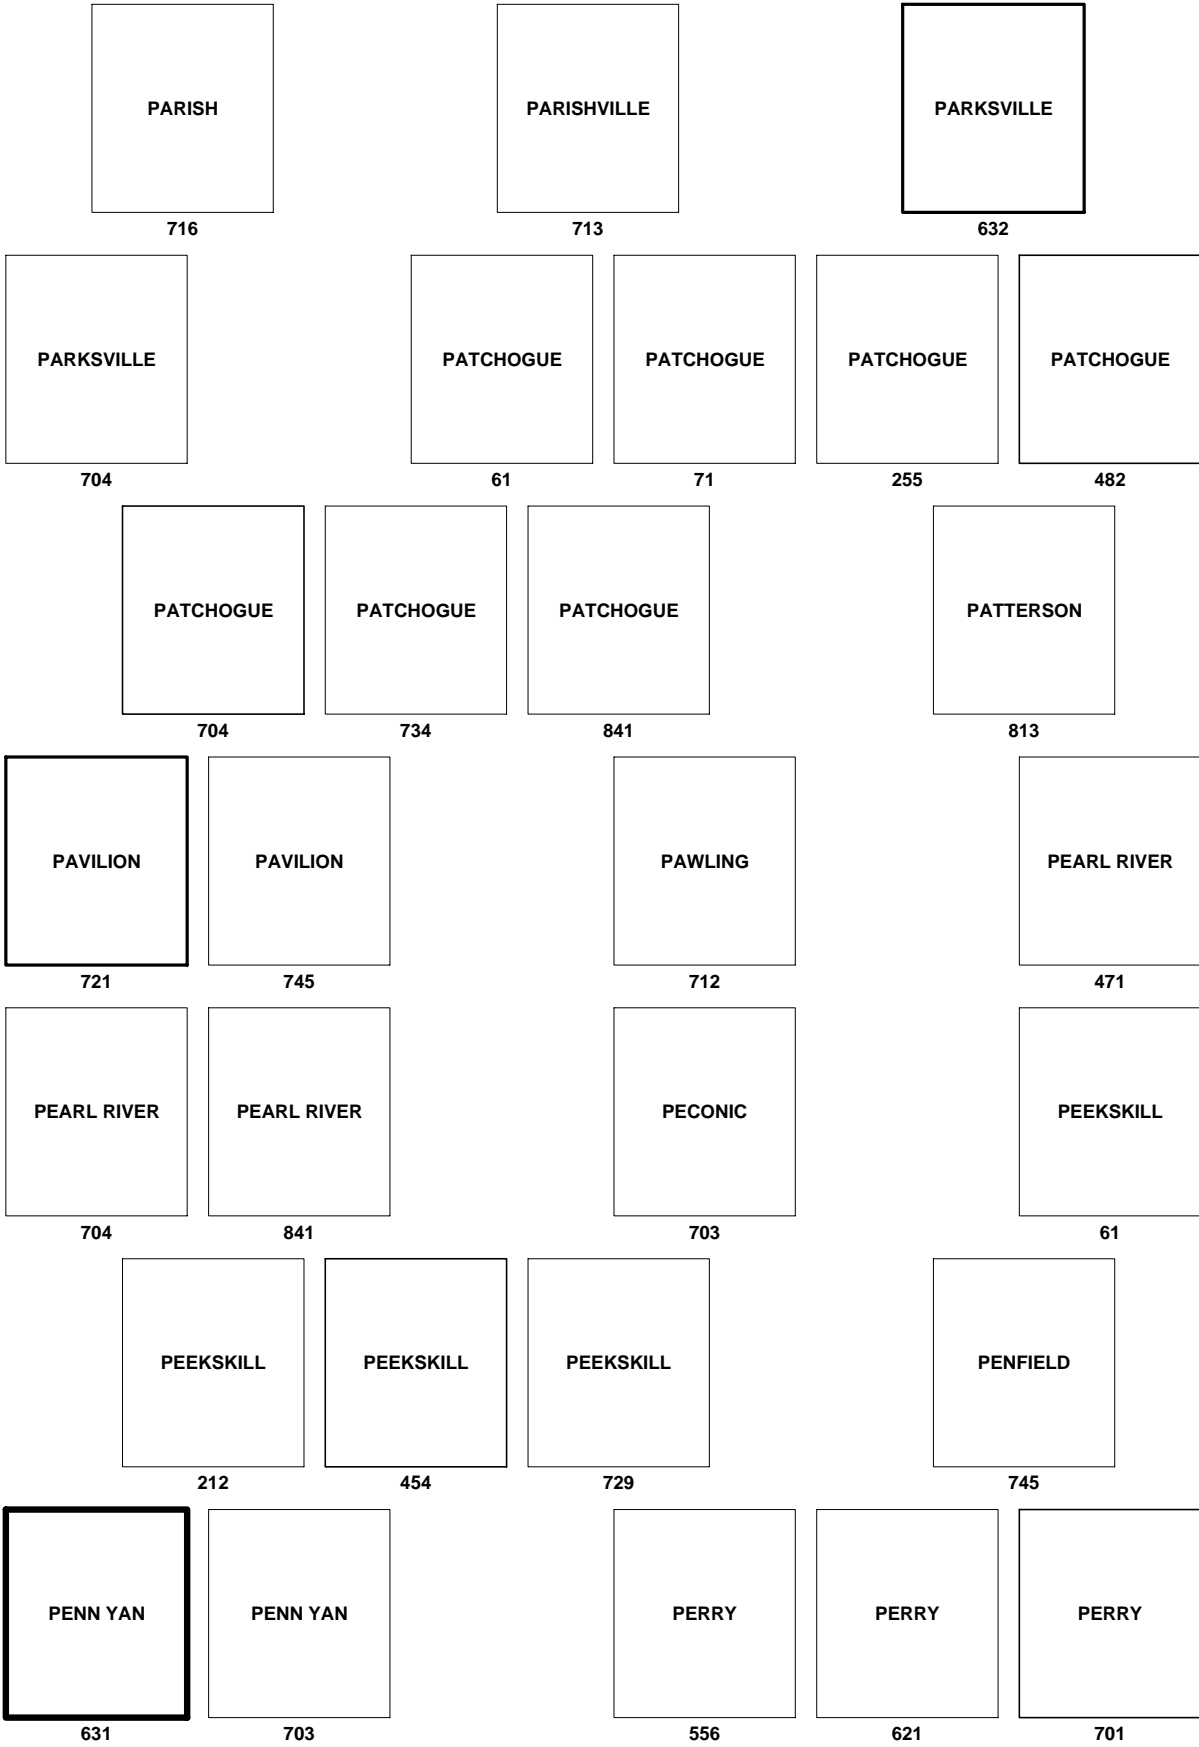 PARISH PARISHVILLE PARKSVILLE
716 713 632
PARKSVILLE PATCHOGUE PATCHOGUE PATCHOGUE PATCHOGUE
704 61 71 255 482
PATCHOGUE PATCHOGUE PATCHOGUE PATTERSON
704 734 841 813
PAVILION PAVILION PAWLING PEARL RIVER
721 745 712 471
PEARL RIVER PEARL RIVER PECONIC PEEKSKILL
704 841 703 61
PEEKSKILL PEEKSKILL PEEKSKILL PENFIELD
212 454 729 745
PENN YAN PENN YAN PERRY PERRY PERRY
631 703 556 621 701